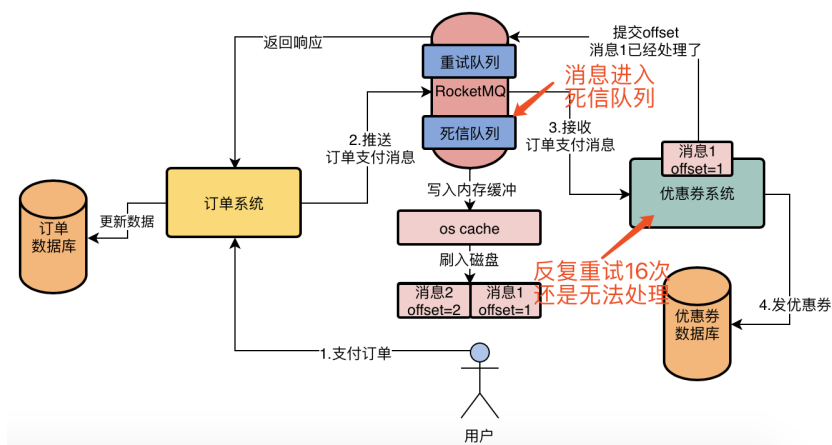 提交offset
消息1已经处理了
返回响应
重试队列
消息进入
死信队列
RocketMQ
2.推送
订单支付消息
死信队列
3.接收
订单支付消息
消息1
offset=1
写入内存缓冲
优惠券系统
订单系统
更新数据
订单
数据库
os cache
刷入磁盘
反复重试16次
还是无法处理
消息2
offset=2
消息1
offset=1
4.发优惠券
优惠券
数据库
1.支付订单
用户